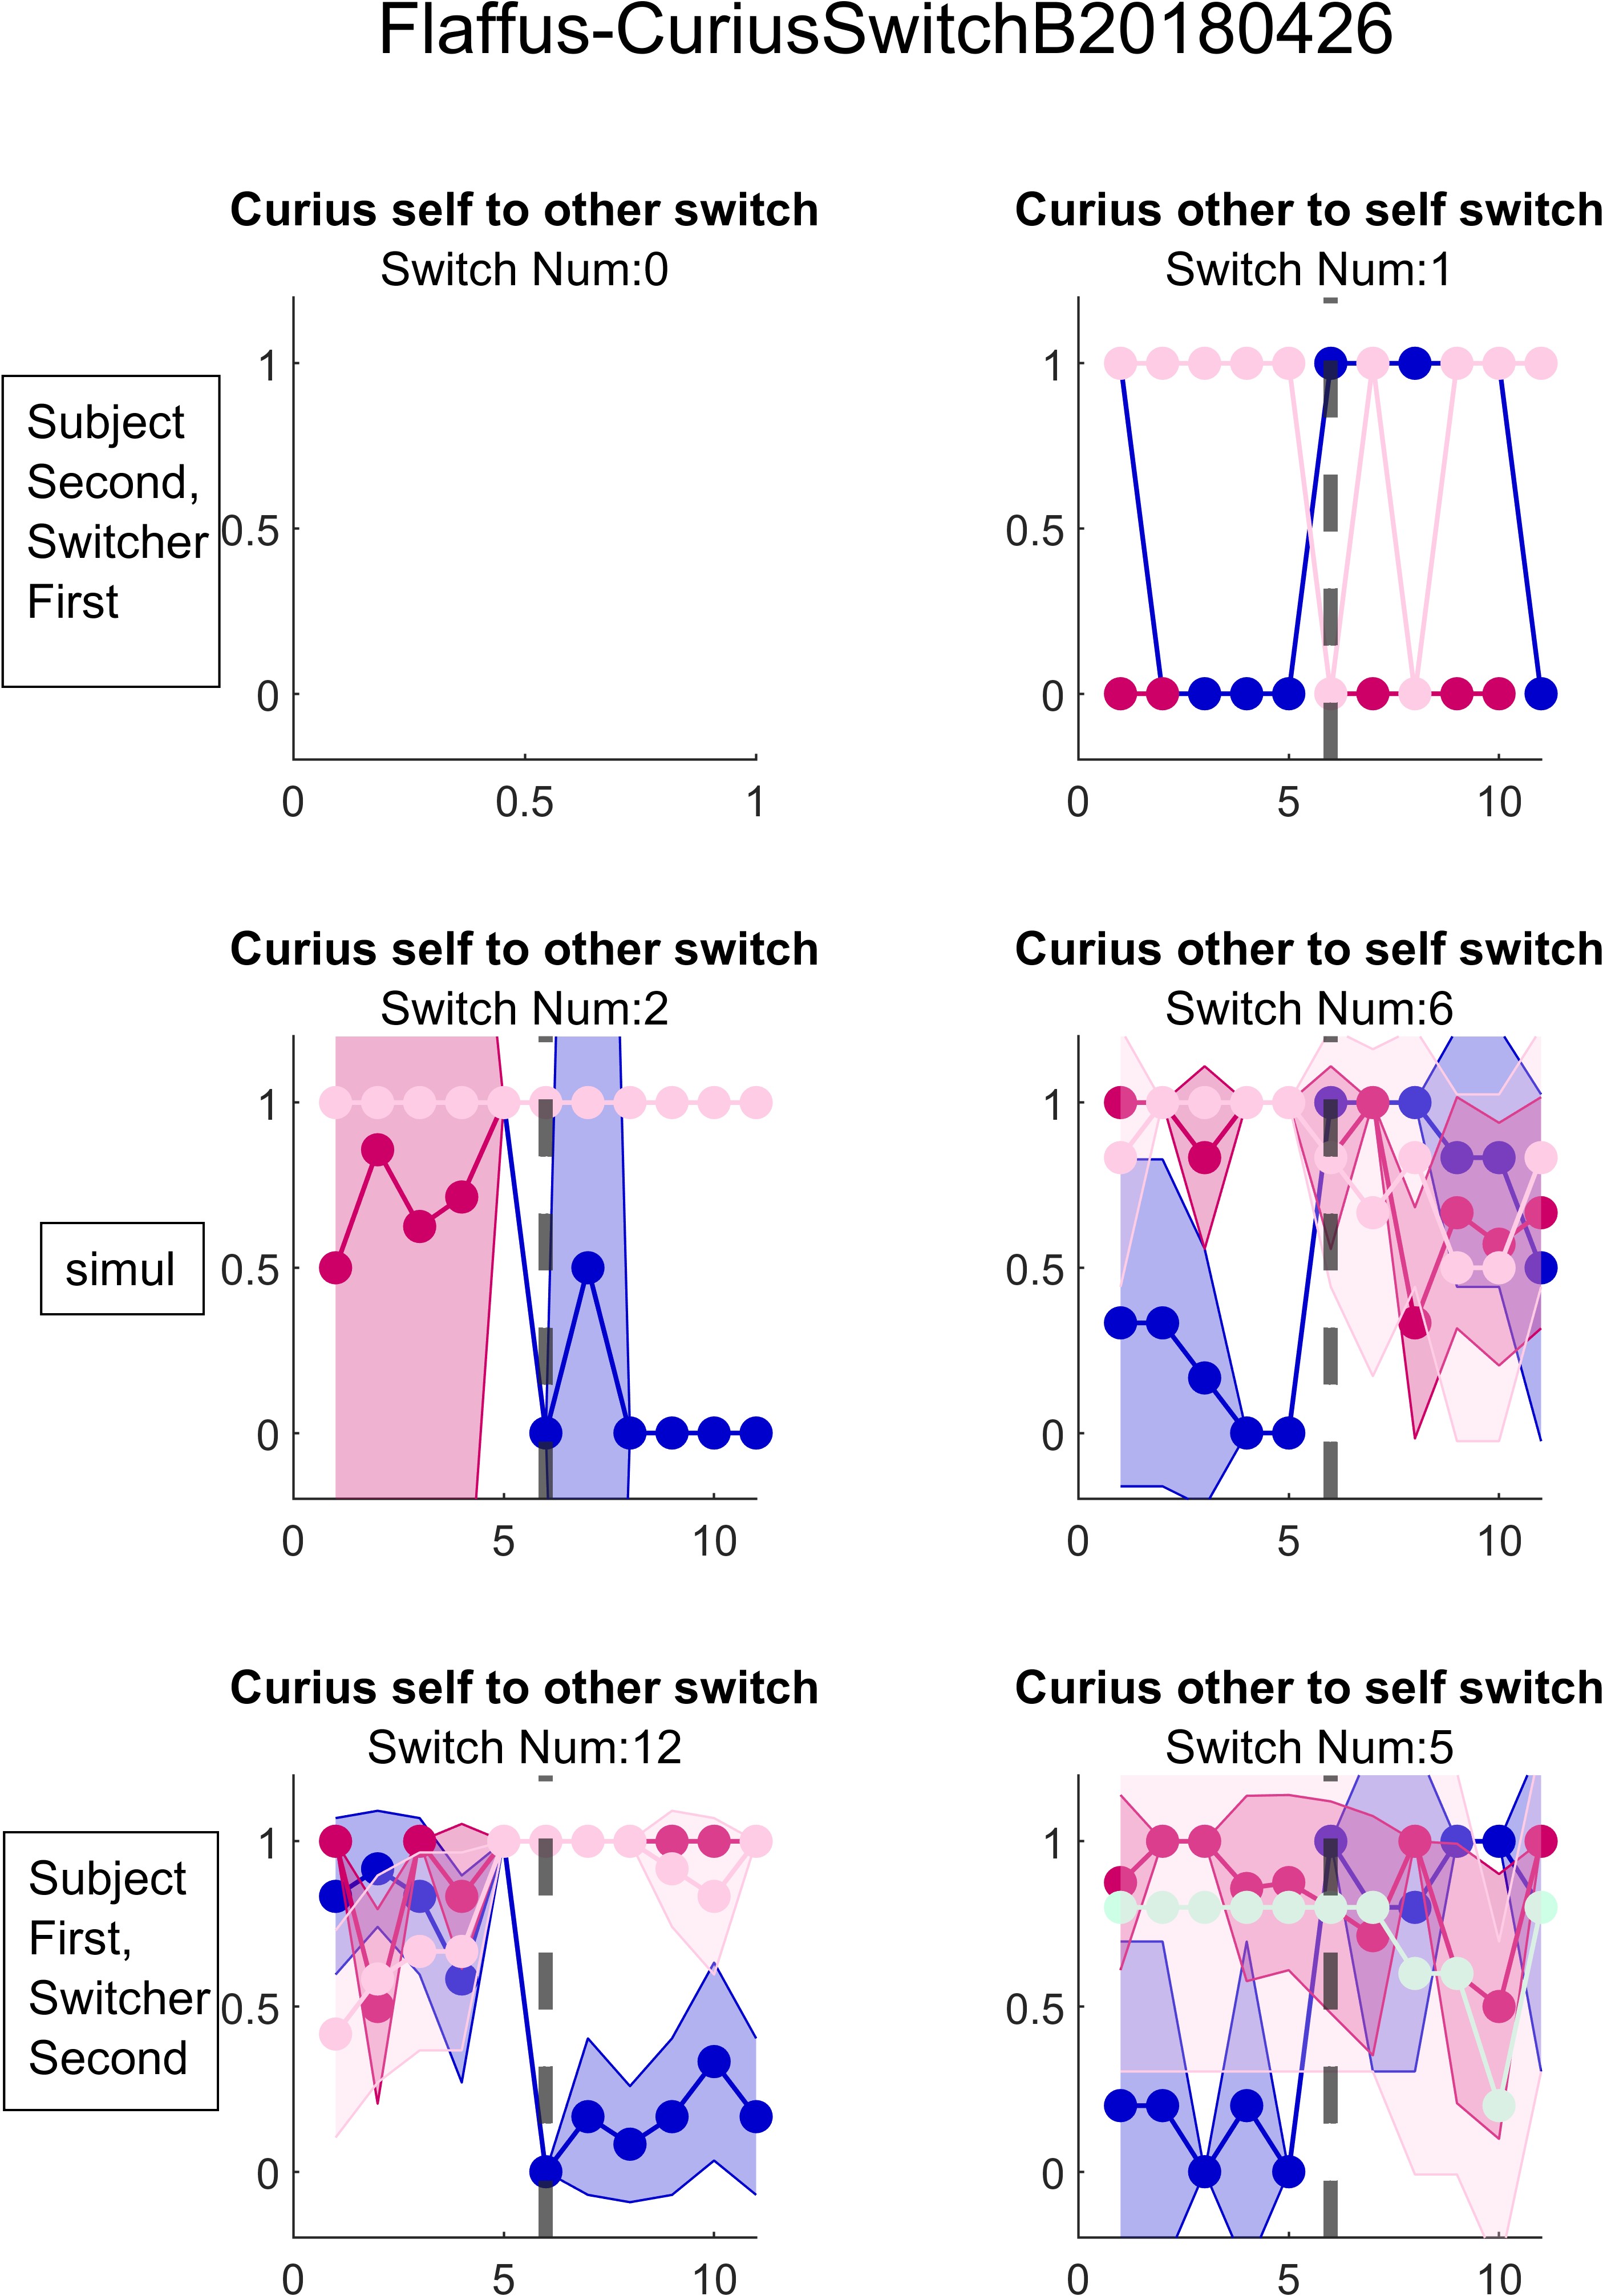 Flaffus-CuriusSwitchB20180426
Curius self to other switch
Switch Num:0
Curius other to self switch
Switch Num:1
Subject
Second,
Switcher
First
1
0.5
0
0
0.5
1
1
0.5
0
0
5
10
Curius self to other switch
Switch Num:2
Curius other to self switch
Switch Num:6
simul
1
0.5
0
0
5
10
1
0.5
0
0
5
10
Curius self to other switch
Switch Num:12
Curius other to self switch
Switch Num:5
Subject
First,
Switcher
Second
1
0.5
0
0
5
10
1
0.5
0
0
5
10